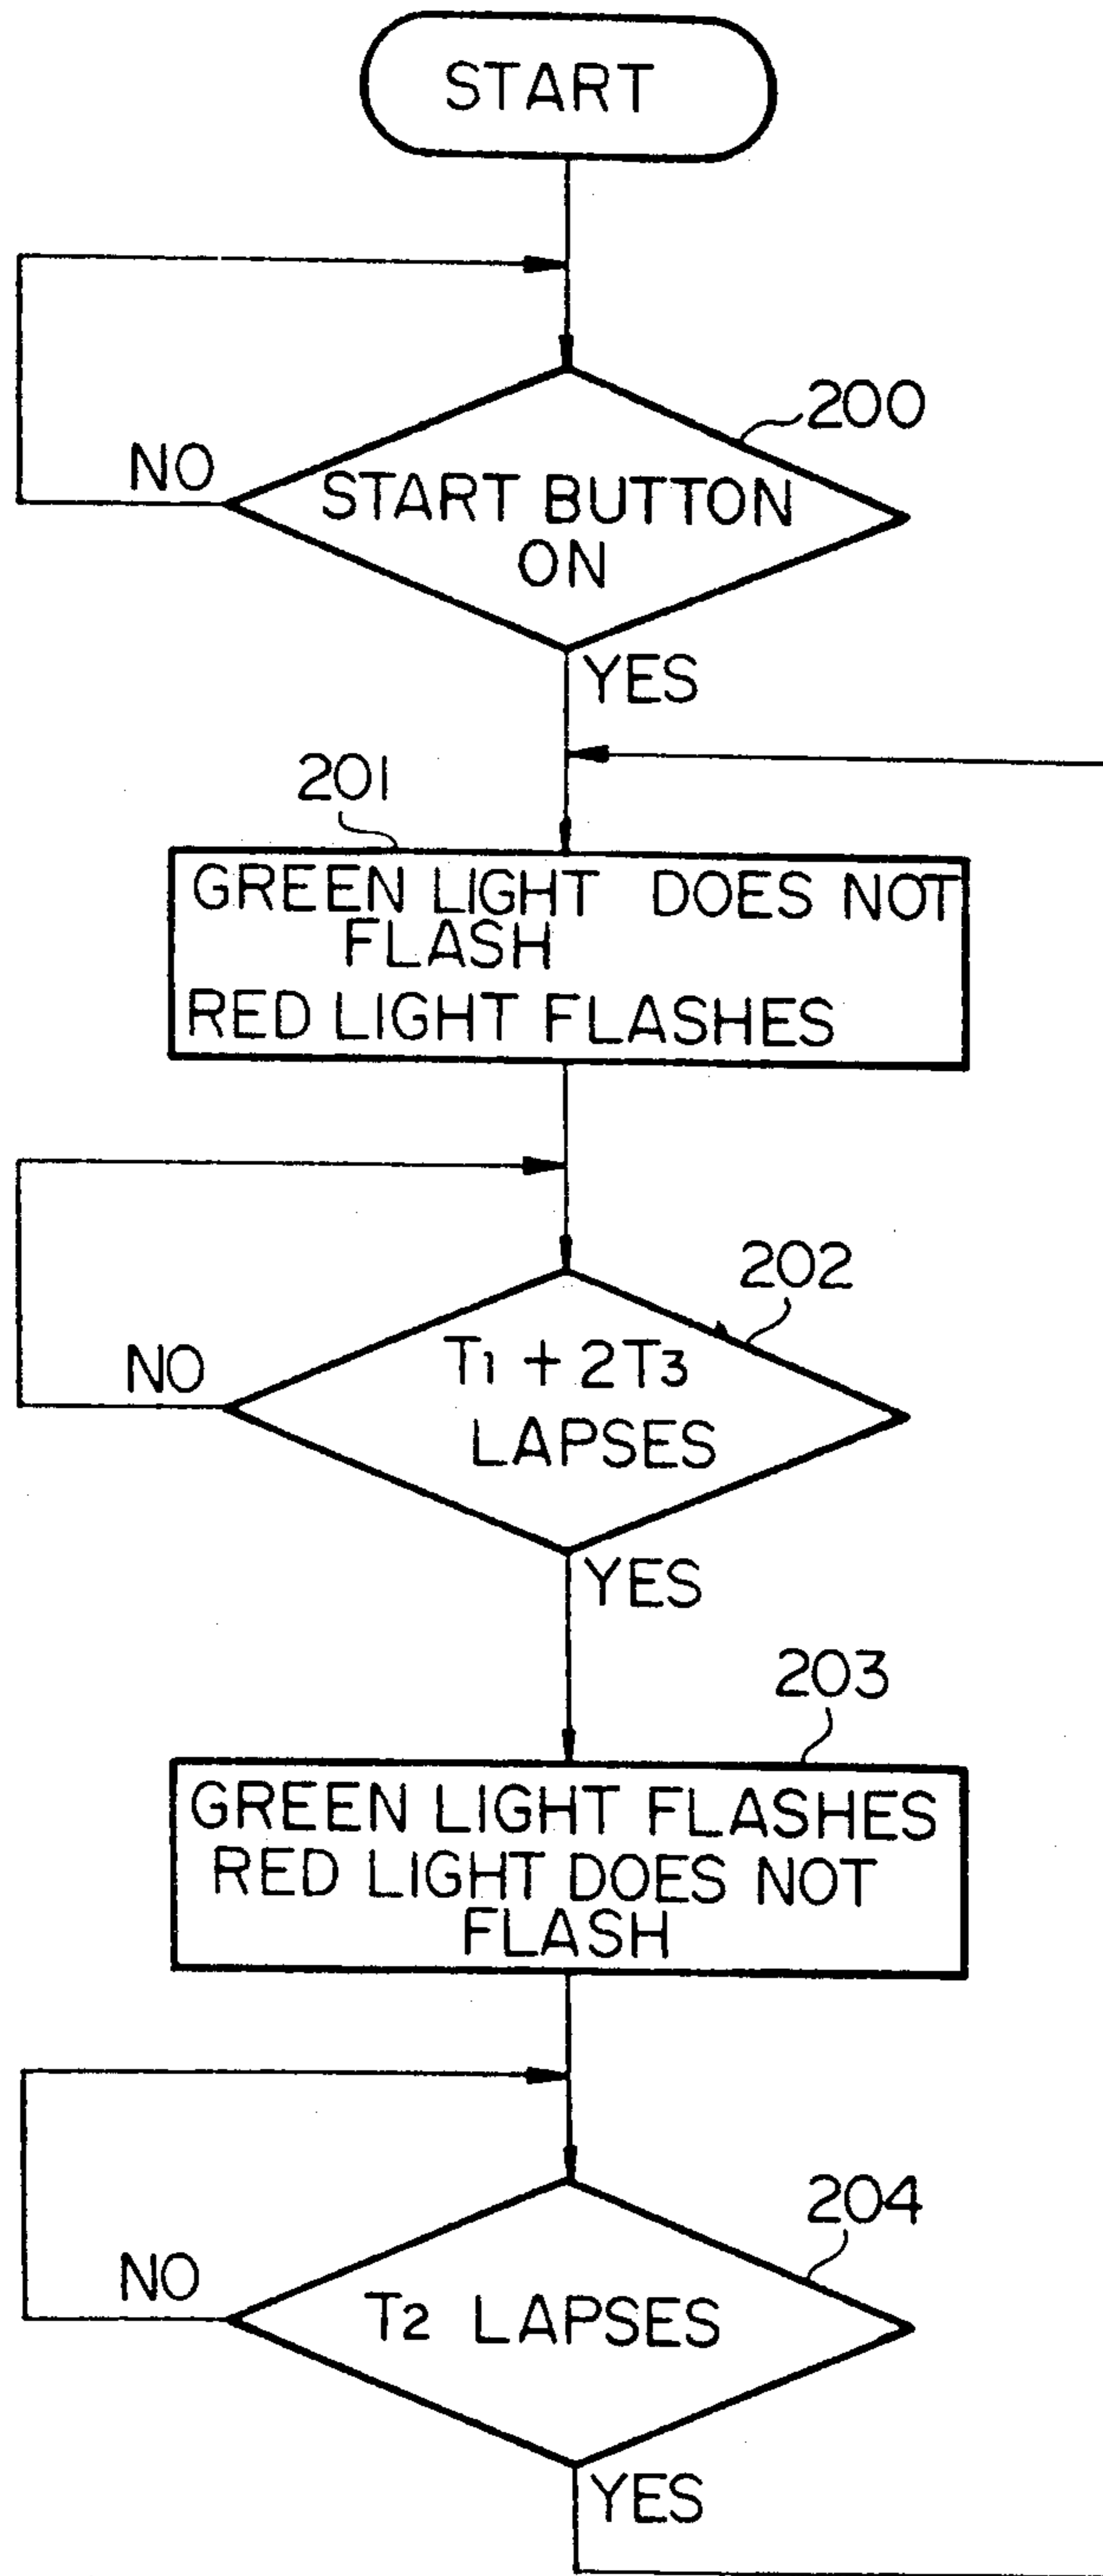 START
200
NO
START BUTTON
ON
YES
201
GREEN LIGHT DOES NOT
FLASH
RED LIGHT FLASHES
202
NO
T1 + 2T3
LAPSES
YES
203
GREEN LIGHT FLASHES
RED LIGHT DOES NOT
FLASH
204
NO
T2 LAPSES
YES